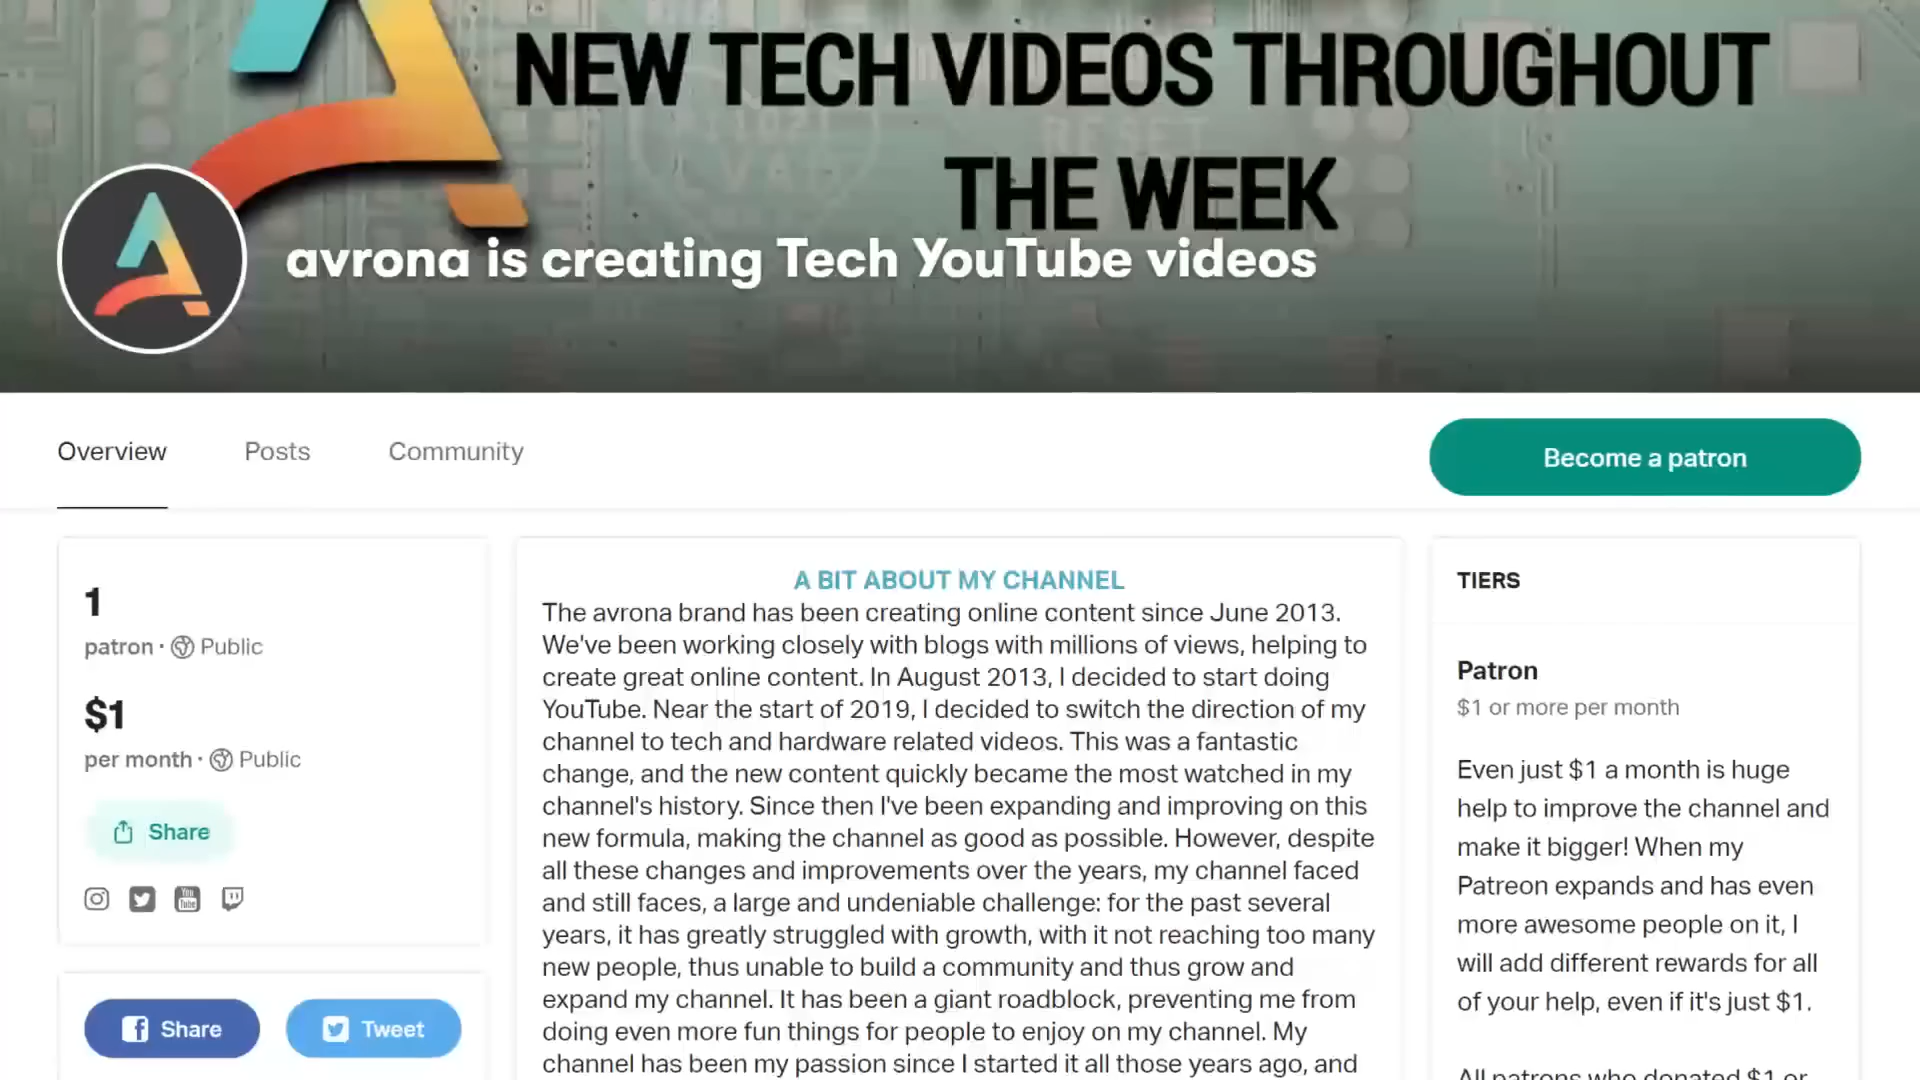 NEW TECH VIDEOS THROUGHOUT
THE WEEK
avrona is creating Tech YouTube videos
Overview
Posts
Community
Become a patron
1
patron · Public
$1
per month · Public
Share
Share
Tweet
A BIT ABOUT MY CHANNEL
The avrona brand has been creating online content since June 2013.
We've been working closely with blogs with millions of views, helping to
create great online content. In August 2013, I decided to start doing
YouTube. Near the start of 2019, I decided to switch the direction of my
channel to tech and hardware related videos. This was a fantastic
change, and the new content quickly became the most watched in my
channel's history. Since then I've been expanding and improving on this
new formula, making the channel as good as possible. However, despite
all these changes and improvements over the years, my channel faced
and still faces, a large and undeniable challenge: for the past several
years, it has greatly struggled with growth, with it not reaching too many
new people, thus unable to build a community and thus grow and
expand my channel. It has been a giant roadblock, preventing me from
doing even more fun things for people to enjoy on my channel. My
channel has been my passion since I started it all those years ago, and
TIERS
Patron
$1 or more per month
Even just $1 a month is huge
help to improve the channel and
make it bigger! When my
Patreon expands and has even
more awesome people on it, I
will add different rewards for all
of your help, even if it's just $1.
All patrons who donated $1 or